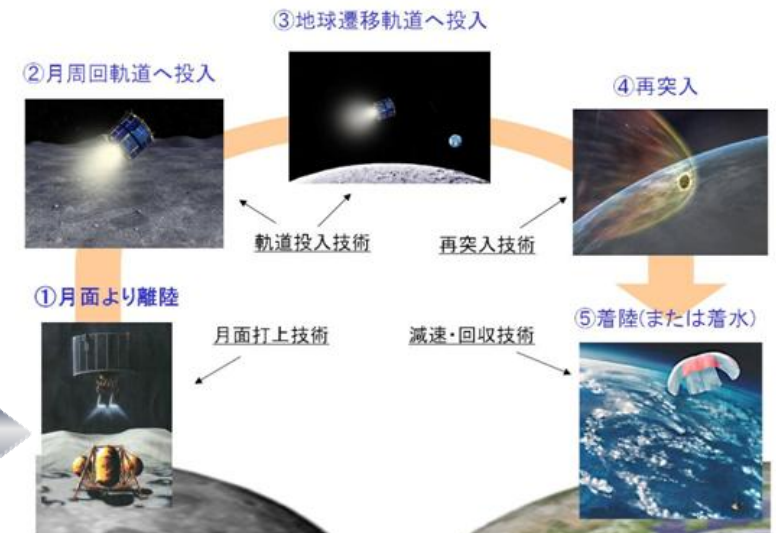 ③地球遷移軌道へ投入
②月周回軌道へ投入
④再突入
軌道投入技術
再突入技術
①月面より離陸
⑤着陸(または着水)
月面打上技術
減速・回収技術